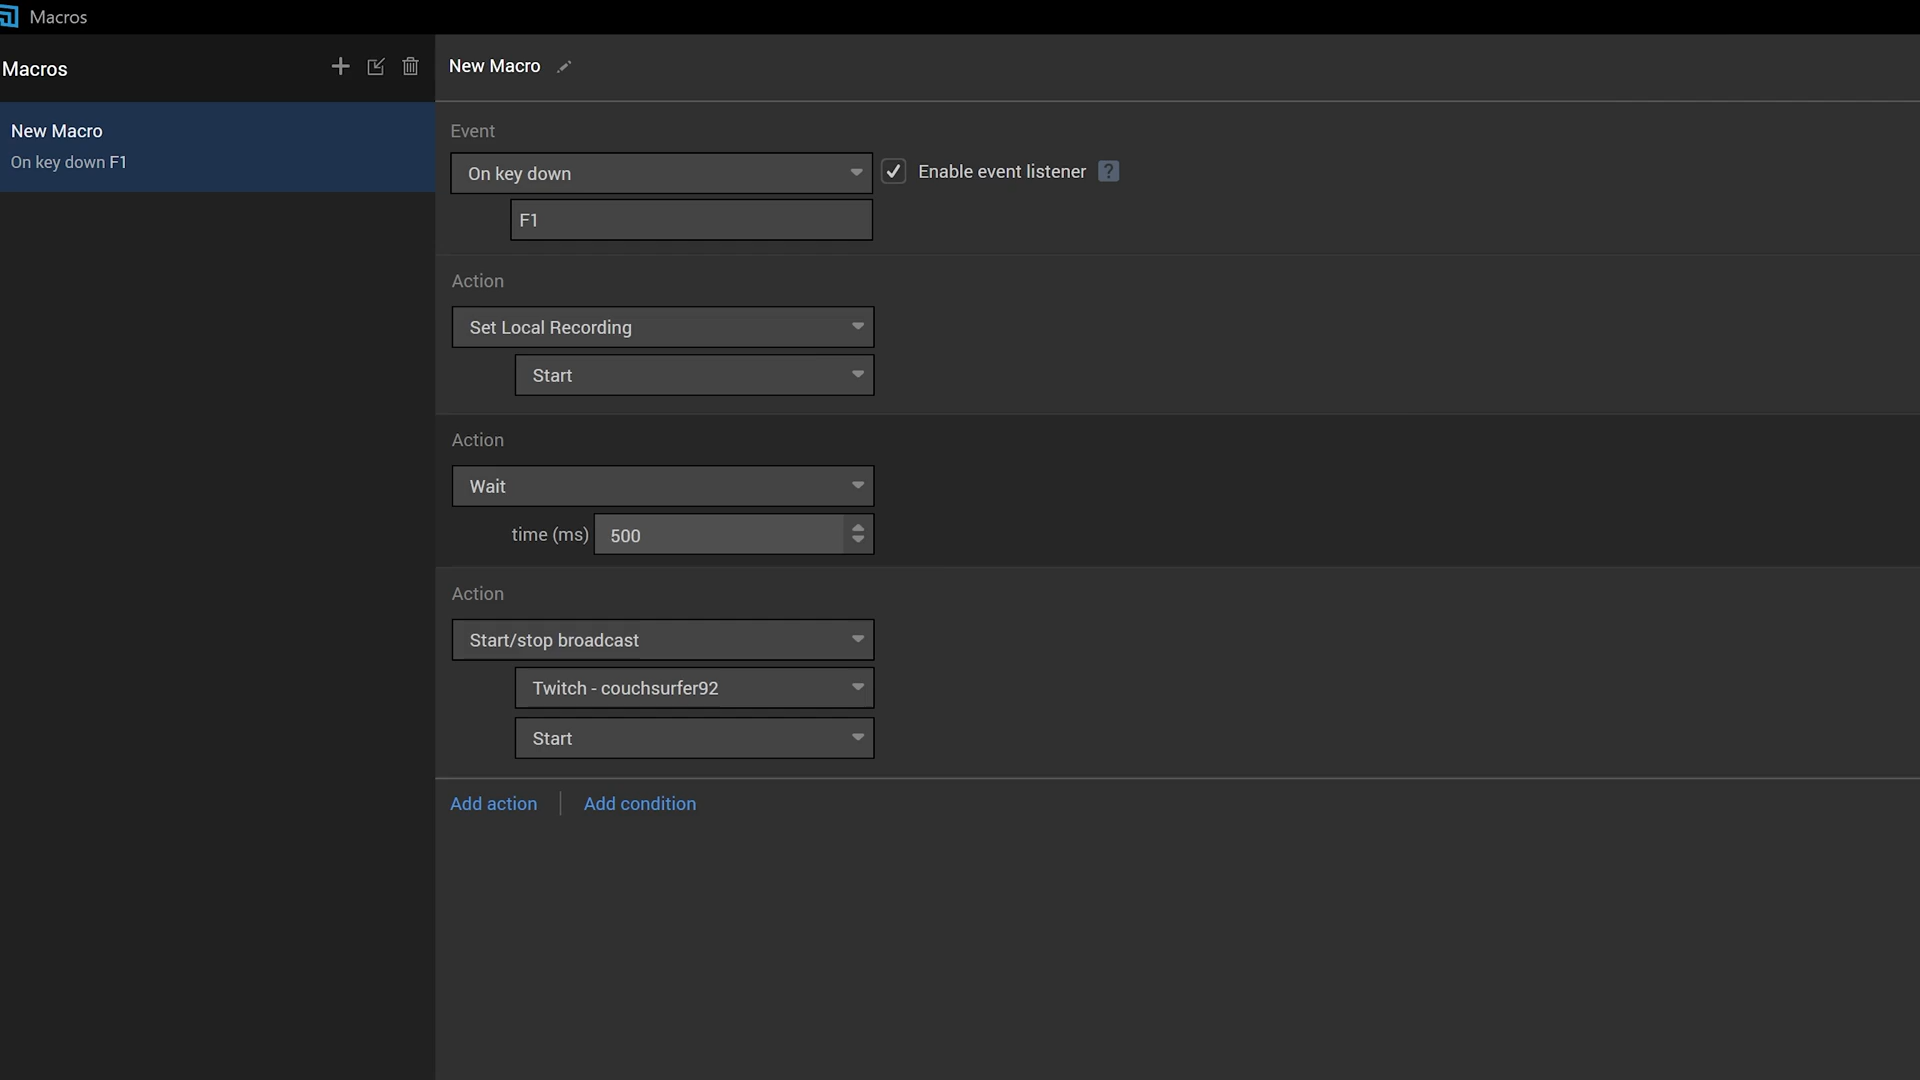 Macros
Macros
New Macro
On key down F1
New Macro
Event
On key down
Enable event listener ?
F1
Action
Set Local Recording
Start
Action
Wait
time (ms) 500
Action
Start/stop broadcast
Twitch - couchsurfer92
Start
Add action
Add condition